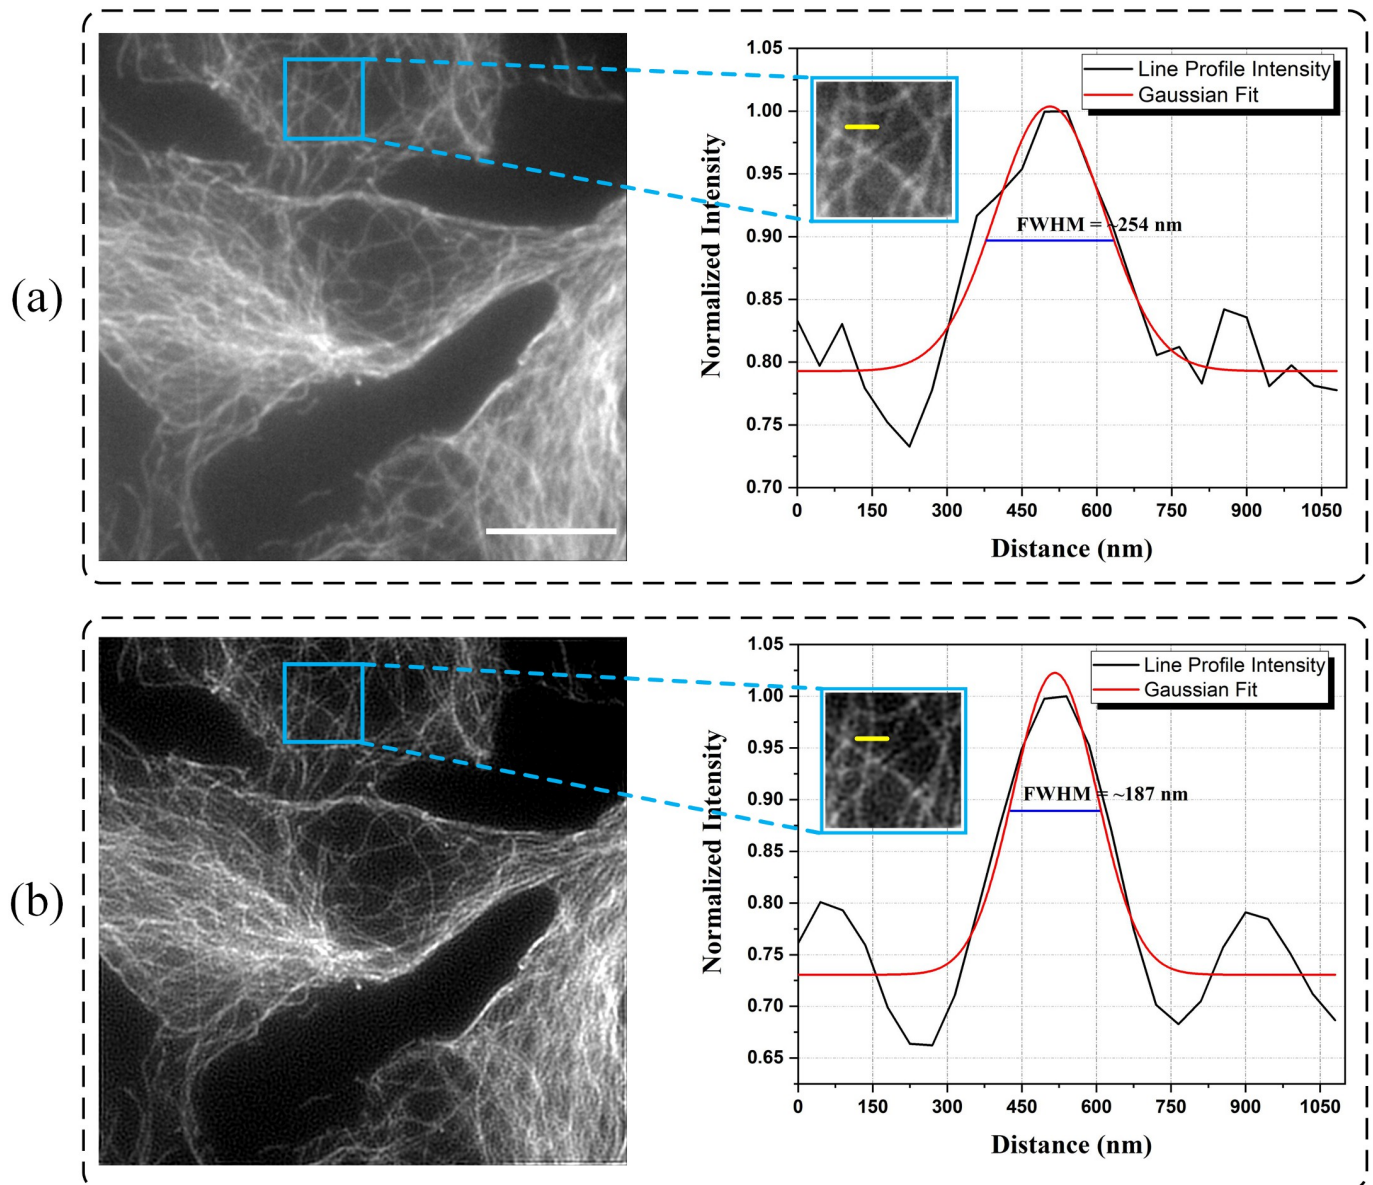 (a)
Normalized Intensity
1.05
1.00
0.95
0.90
0.85
0.80
0.75
0.70
Line Profile Intensity
Gaussian Fit
FWHM = ~254 nm
0 150 300 450 600 750 900 1050
Distance (nm)
(b)
Normalized Intensity
1.05
1.00
0.95
0.90
0.85
0.80
0.75
0.70
0.65
Line Profile Intensity
Gaussian Fit
FWHM = ~187 nm
0 150 300 450 600 750 900 1050
Distance (nm)